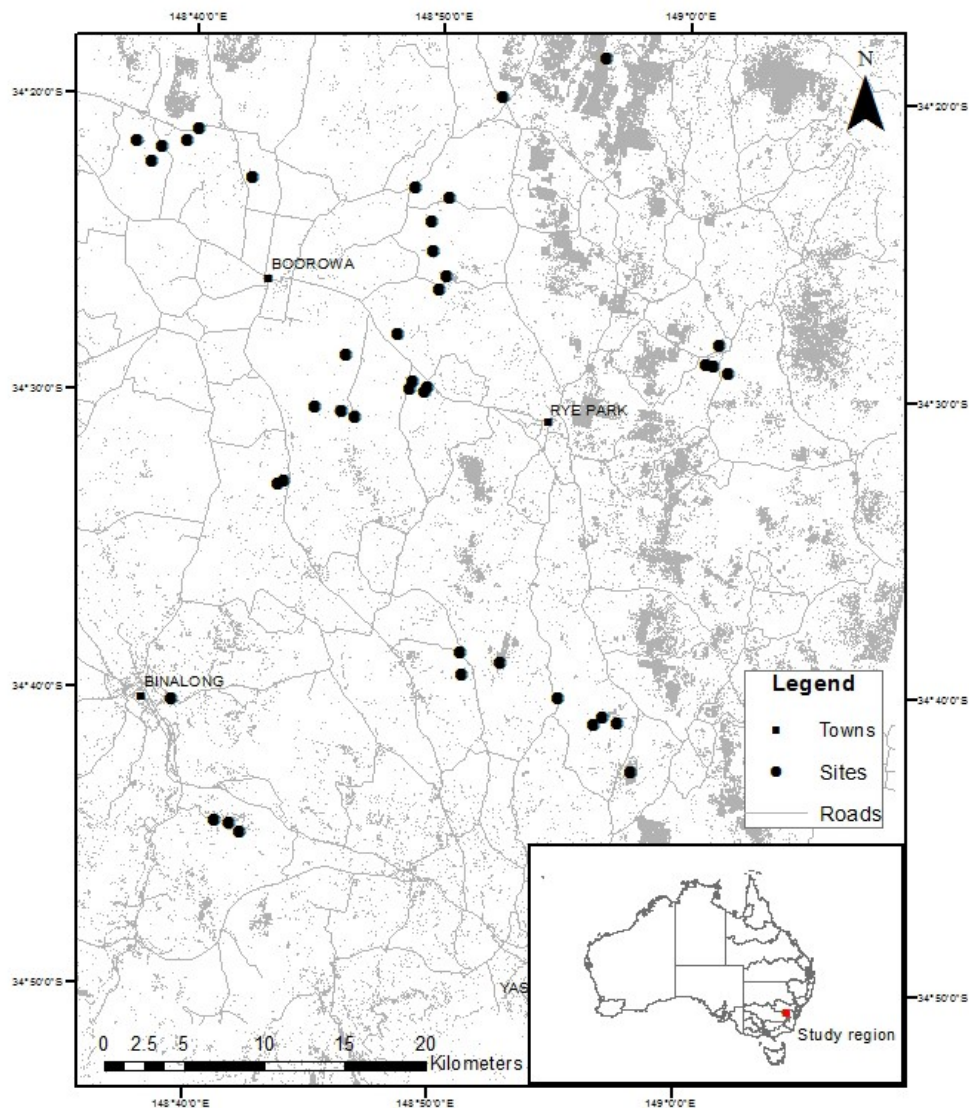 148°40'0"E 148°50'0"E 149°0'0"E
N
34°20'0"S 34°20'0"S
BOOROWA
34°30'0"S 34°30'0"S
RYE PARK
BINALONG
34°40'0"S 34°40'0"S
Legend
Towns
Sites
Roads
YAS
34°50'0"S 34°50'0"S
Study region
0 2.5 5 10 15 20
Kilometers
148°40'0"E 148°50'0"E 149°0'0"E